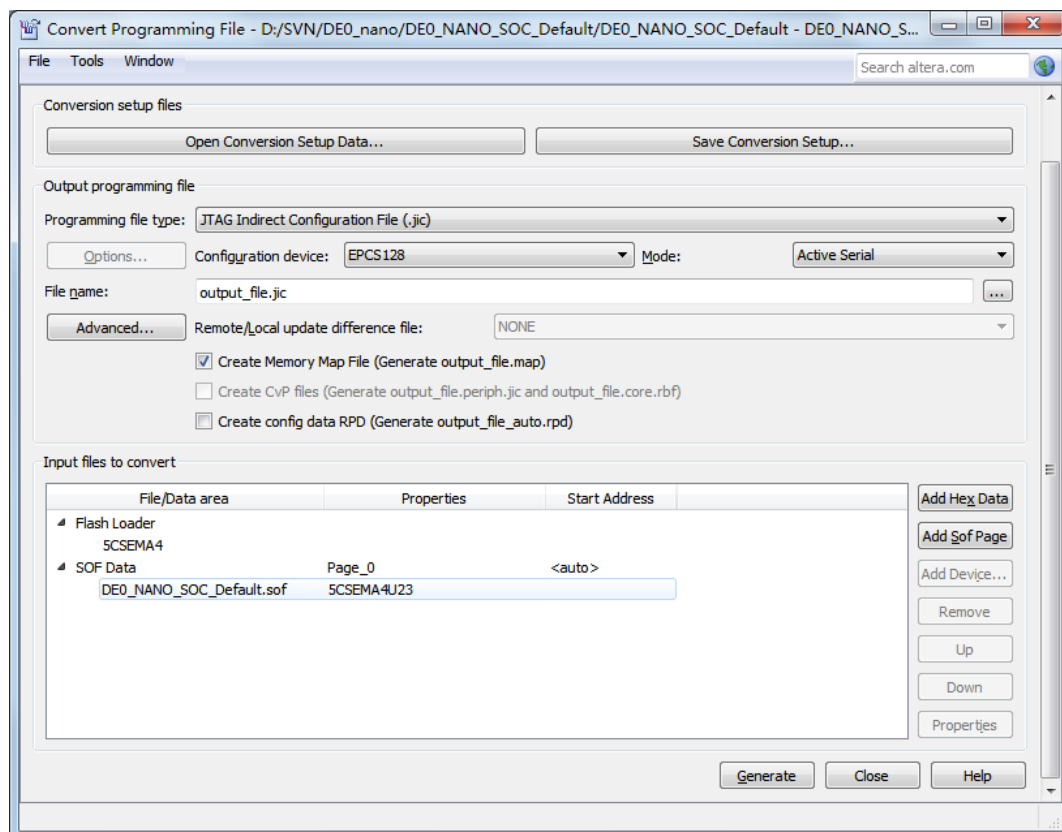 Convert Programming File - D:/SVN/DE0_nano/DE0_NANO_SOC_Default/DE0_NANO_SOC_Default - DE0_NANO_S...
File Tools Window Search altera.com
Conversion setup files
Open Conversion Setup Data... Save Conversion Setup...
Output programming file
Programming file type: JTAG Indirect Configuration File (.jic)
Options... Configuration device: EPCS128 Mode: Active Serial
File name: output_file.jic ...
Advanced... Remote/Local update difference file: NONE
Create Memory Map File (Generate output_file.map)
Create CvP files (Generate output_file.periph.jic and output_file.core.rbf)
Create config data RPD (Generate output_file_auto.rpd)
Input files to convert
File/Data area Properties Start Address Add Hex Data
Flash Loader
5CSEMA4 Add Sof Page
SOF Data Page_0 <auto> Add Device...
DE0_NANO_SOC_Default.sof 5CSEMA4U23
Remove
Up
Down
Properties
Generate Close Help